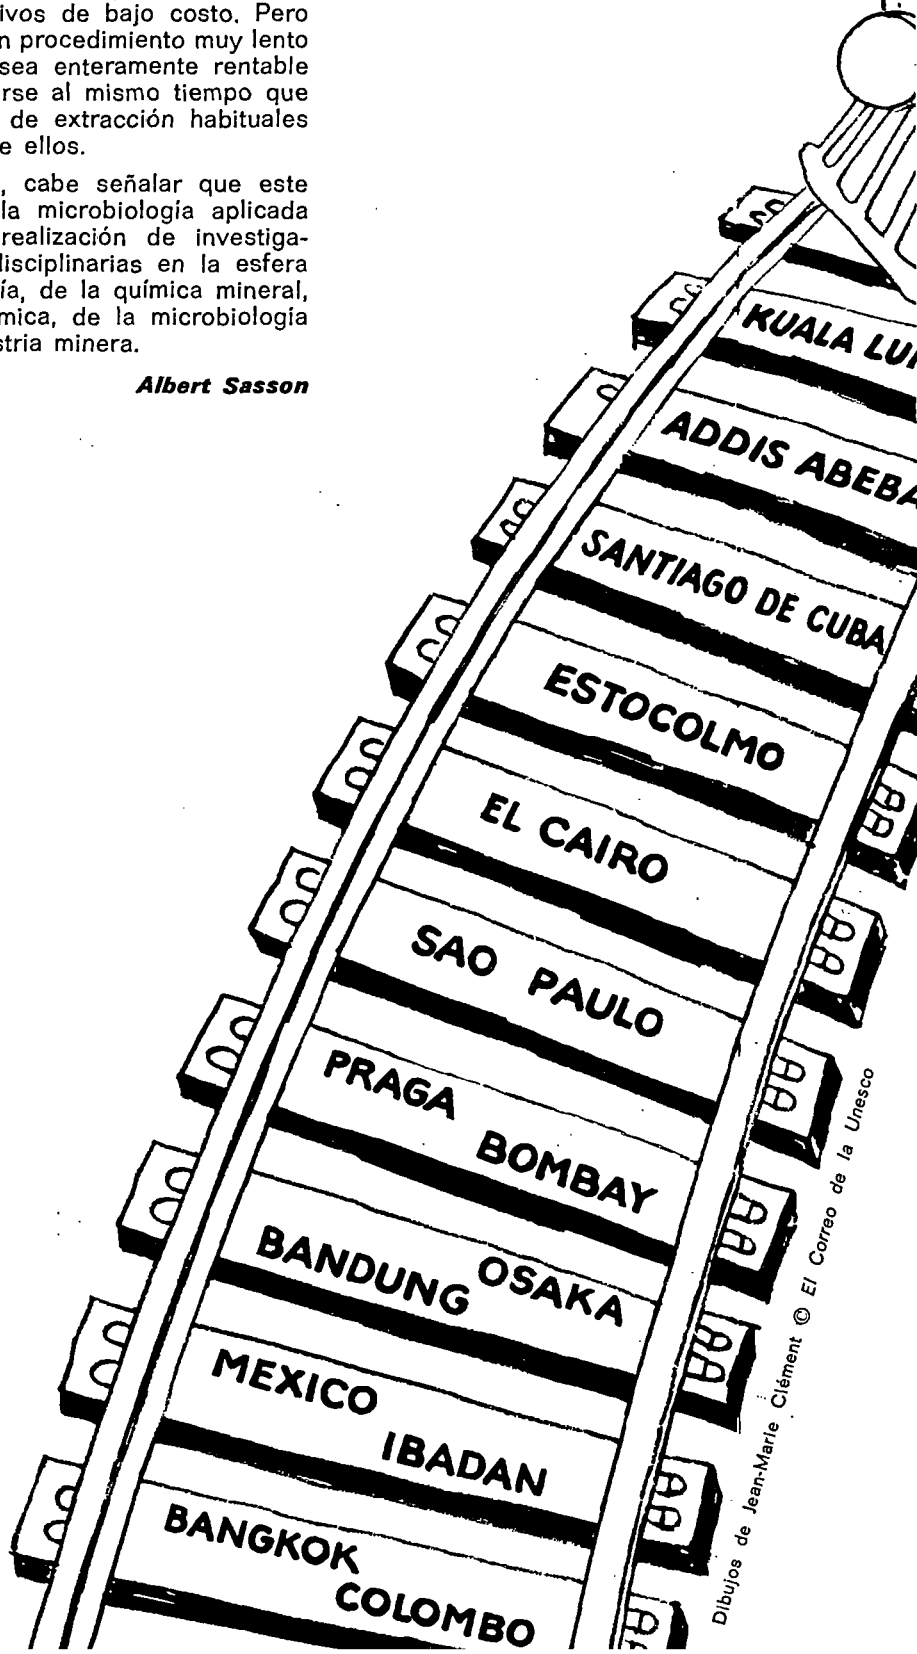 ivos de bajo costo. Pero
n procedimiento muy lento
sea enteramente rentable
rse al mismo tiempo que
de extracción habituales
e ellos.
, cabe señalar que este
la microbiología aplicada
realización de investiga-
disciplinarias en la esfera
ía, de la química mineral,
mica, de la microbiología
stria minera.
Albert Sasson
KUALA LUM
ADDIS ABEBA
SANTIAGO DE CUBA
ESTOCOLMO
EL CAIRO
SAO PAULO
PRAGA
BOMBAY
BANDUNG
OSAKA
MEXICO
IBADAN
BANGKOK
COLOMBO
Dibujos de Jean-Marie Clément © El Correo de la Unesco